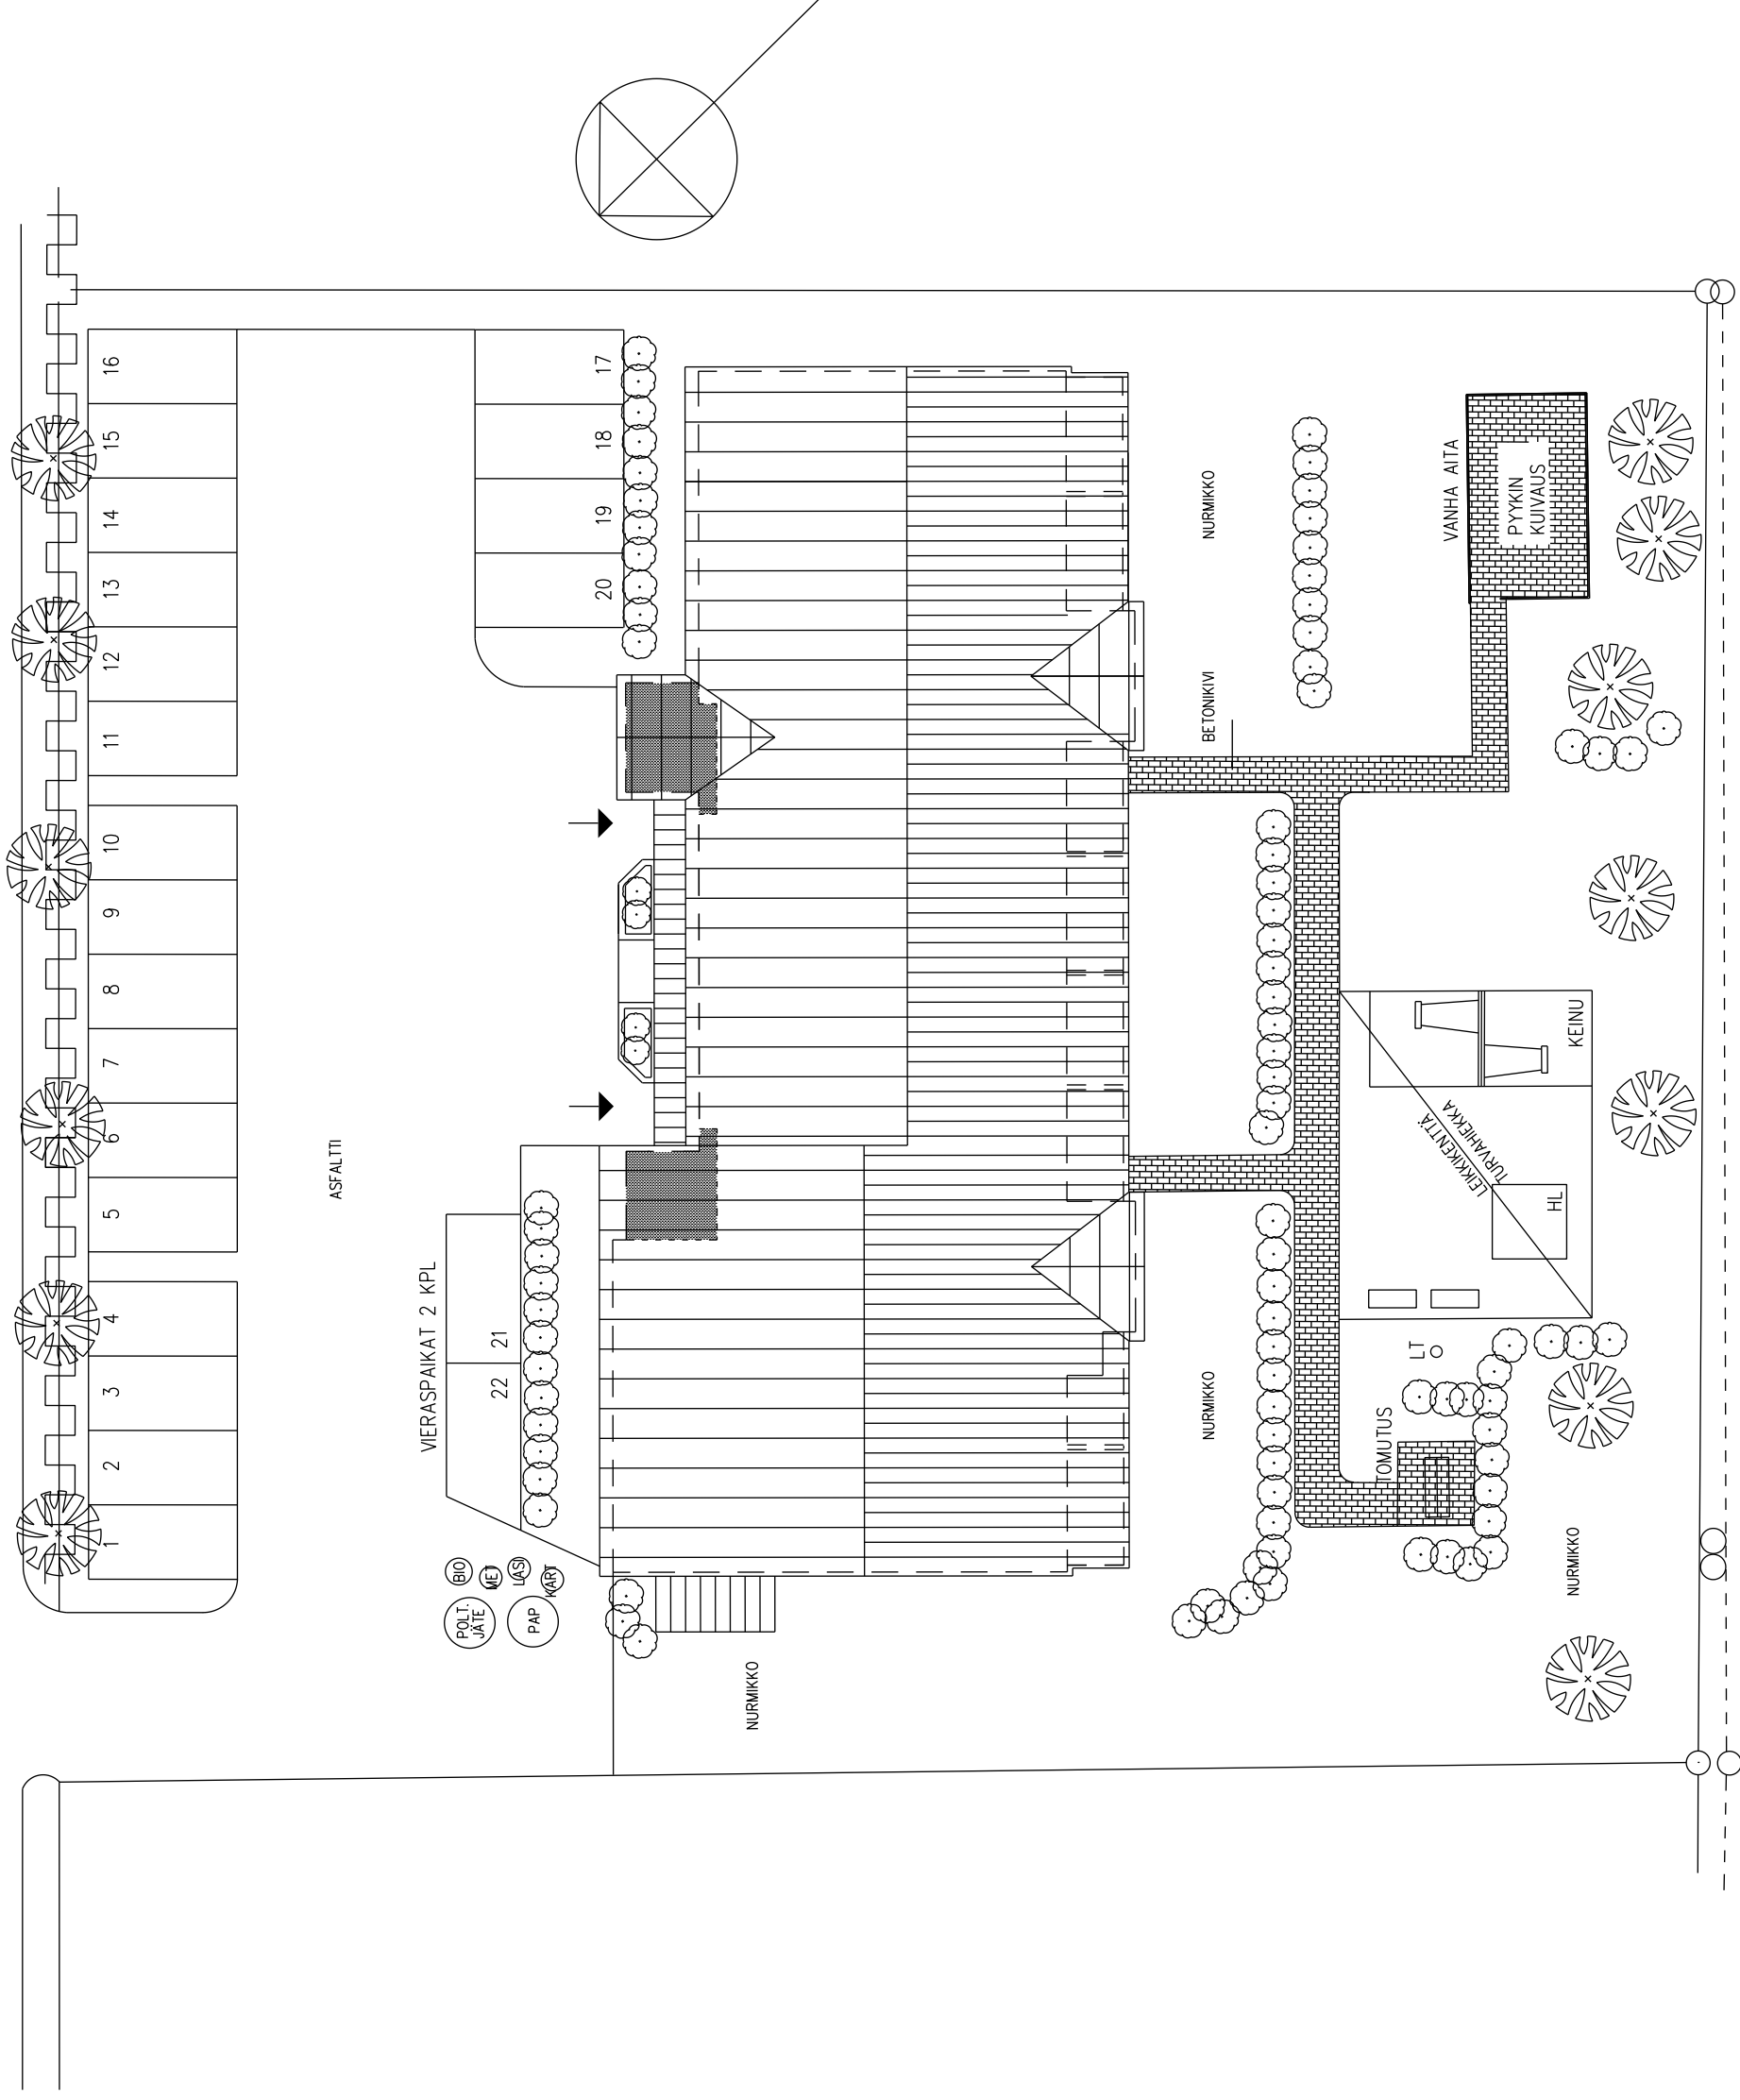 16
15
14
13
12
11
10
9
8
7
6
5
4
3
2
1
ASFALTTI
17
18
19
20
VIERASPAIKAT 2 KPL
21
22
BIO
MET
LASI
KART
POLT.
JÄTE
PAP
NURMIKKO
NURMIKKO
BETONIKIVI
NURMIKKO
VANHA AITA
PYYKIN
KUIVAUS
KEINU
LEIKKIKENTTÄ
TURVAHIEKKA
HL
LT
TOMUTUS
NURMIKKO